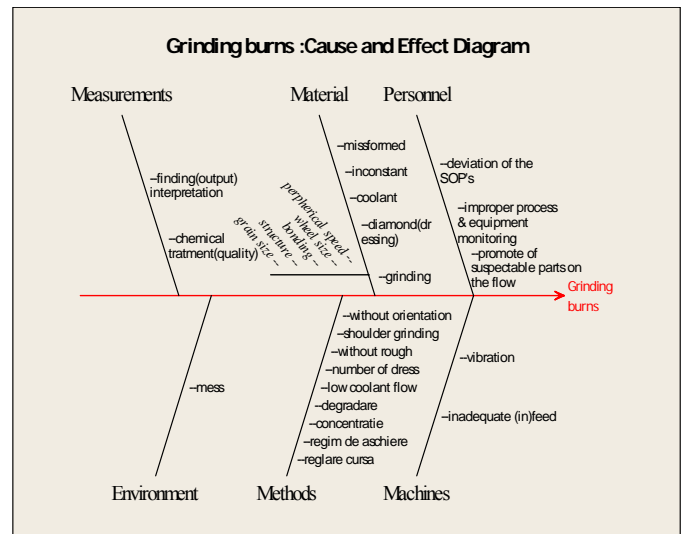 Grinding burns :Cause and Effect Diagram
Measurements
Material
Personnel
--finding(output)
interpretation
--chemical
tratment(quality)
--missformed
--inconstant
--coolant
--diamond(dr
essing)
--grinding
perpherical spead --
wheel size --
bonding --
structure --
grain size --
--deviation of the
SOP's
--improper process
& equipment
monitoring
--promote of
suspectable parts on
the flow
Grinding
burns
--mess
--without orientation
--shoulder grinding
--without rough
--number of dress
--low coolant flow
--degradare
--concentratie
--regim de aschiere
--reglare cursa
--vibration
--inadequate (in)feed
Environment
Methods
Machines